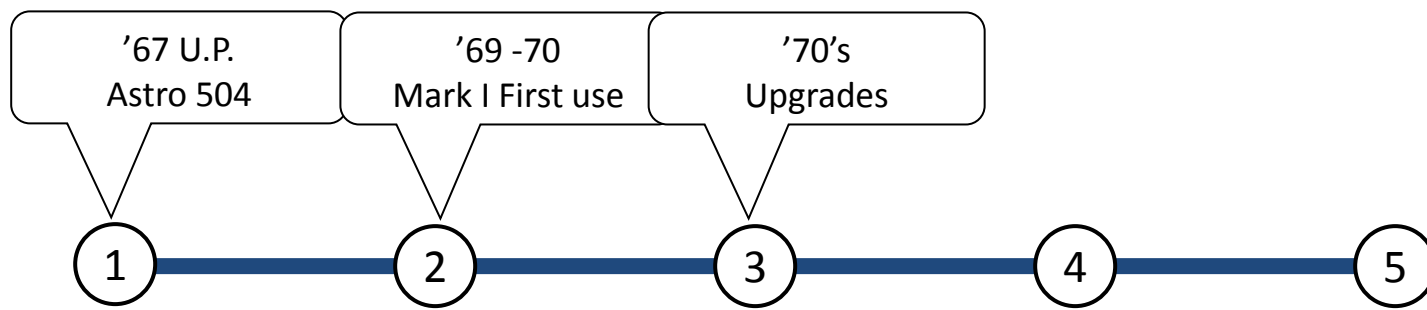 ’67 U.P.
Astro 504
’69 -70
Mark I First use
’70’s
Upgrades
1
2
3
4
5